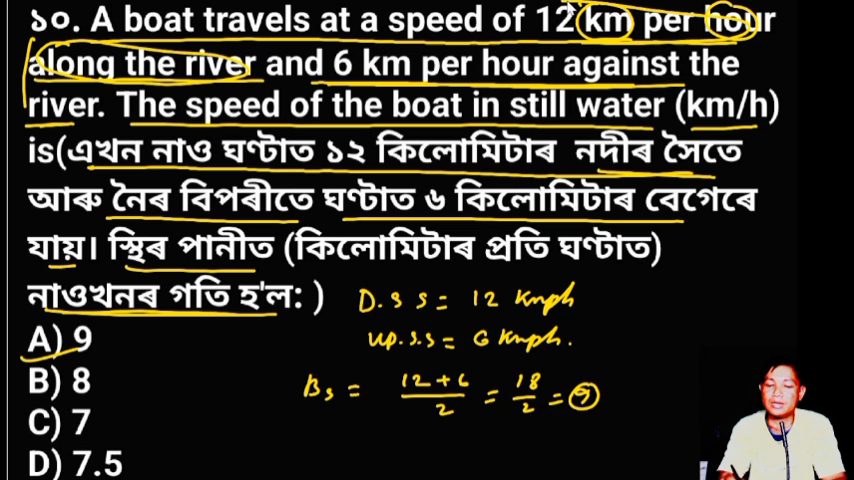 ১০. A boat travels at a speed of 12 km per hour
along the river and 6 km per hour against the
river. The speed of the boat in still water (km/h)
is(এখন নাও ঘণ্টাত ১২ কিলোমিটাৰ নদীৰ সৈতে
আৰু নৈৰ বিপৰীতে ঘণ্টাত ৬ কিলোমিটাৰ বেগেৰে
যায়। স্থিৰ পানীত (কিলোমিটাৰ প্ৰতি ঘণ্টাত)
নাওখনৰ গতি হ'ল: )
D.S S = 12 Kmph
A) 9
up.s.s = 6 Kmph.
B) 8
Bs = 12+6/2 = 18/2 = 9
C) 7
D) 7.5